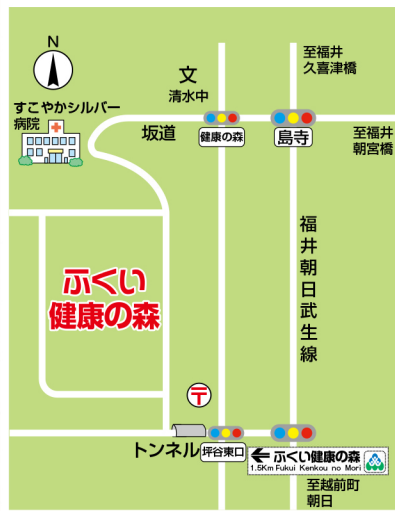 N
至福井
久喜津橋
文
清水中
すこやかシルバー
病院
坂道
健康の森
島寺
至福井
朝宮橋
福井朝日武生線
ふくい
健康の森
〒
トンネル
坪谷東口
←ふくい健康の森
1.5Km Fukui Kenkou no Mori
至越前町
朝日